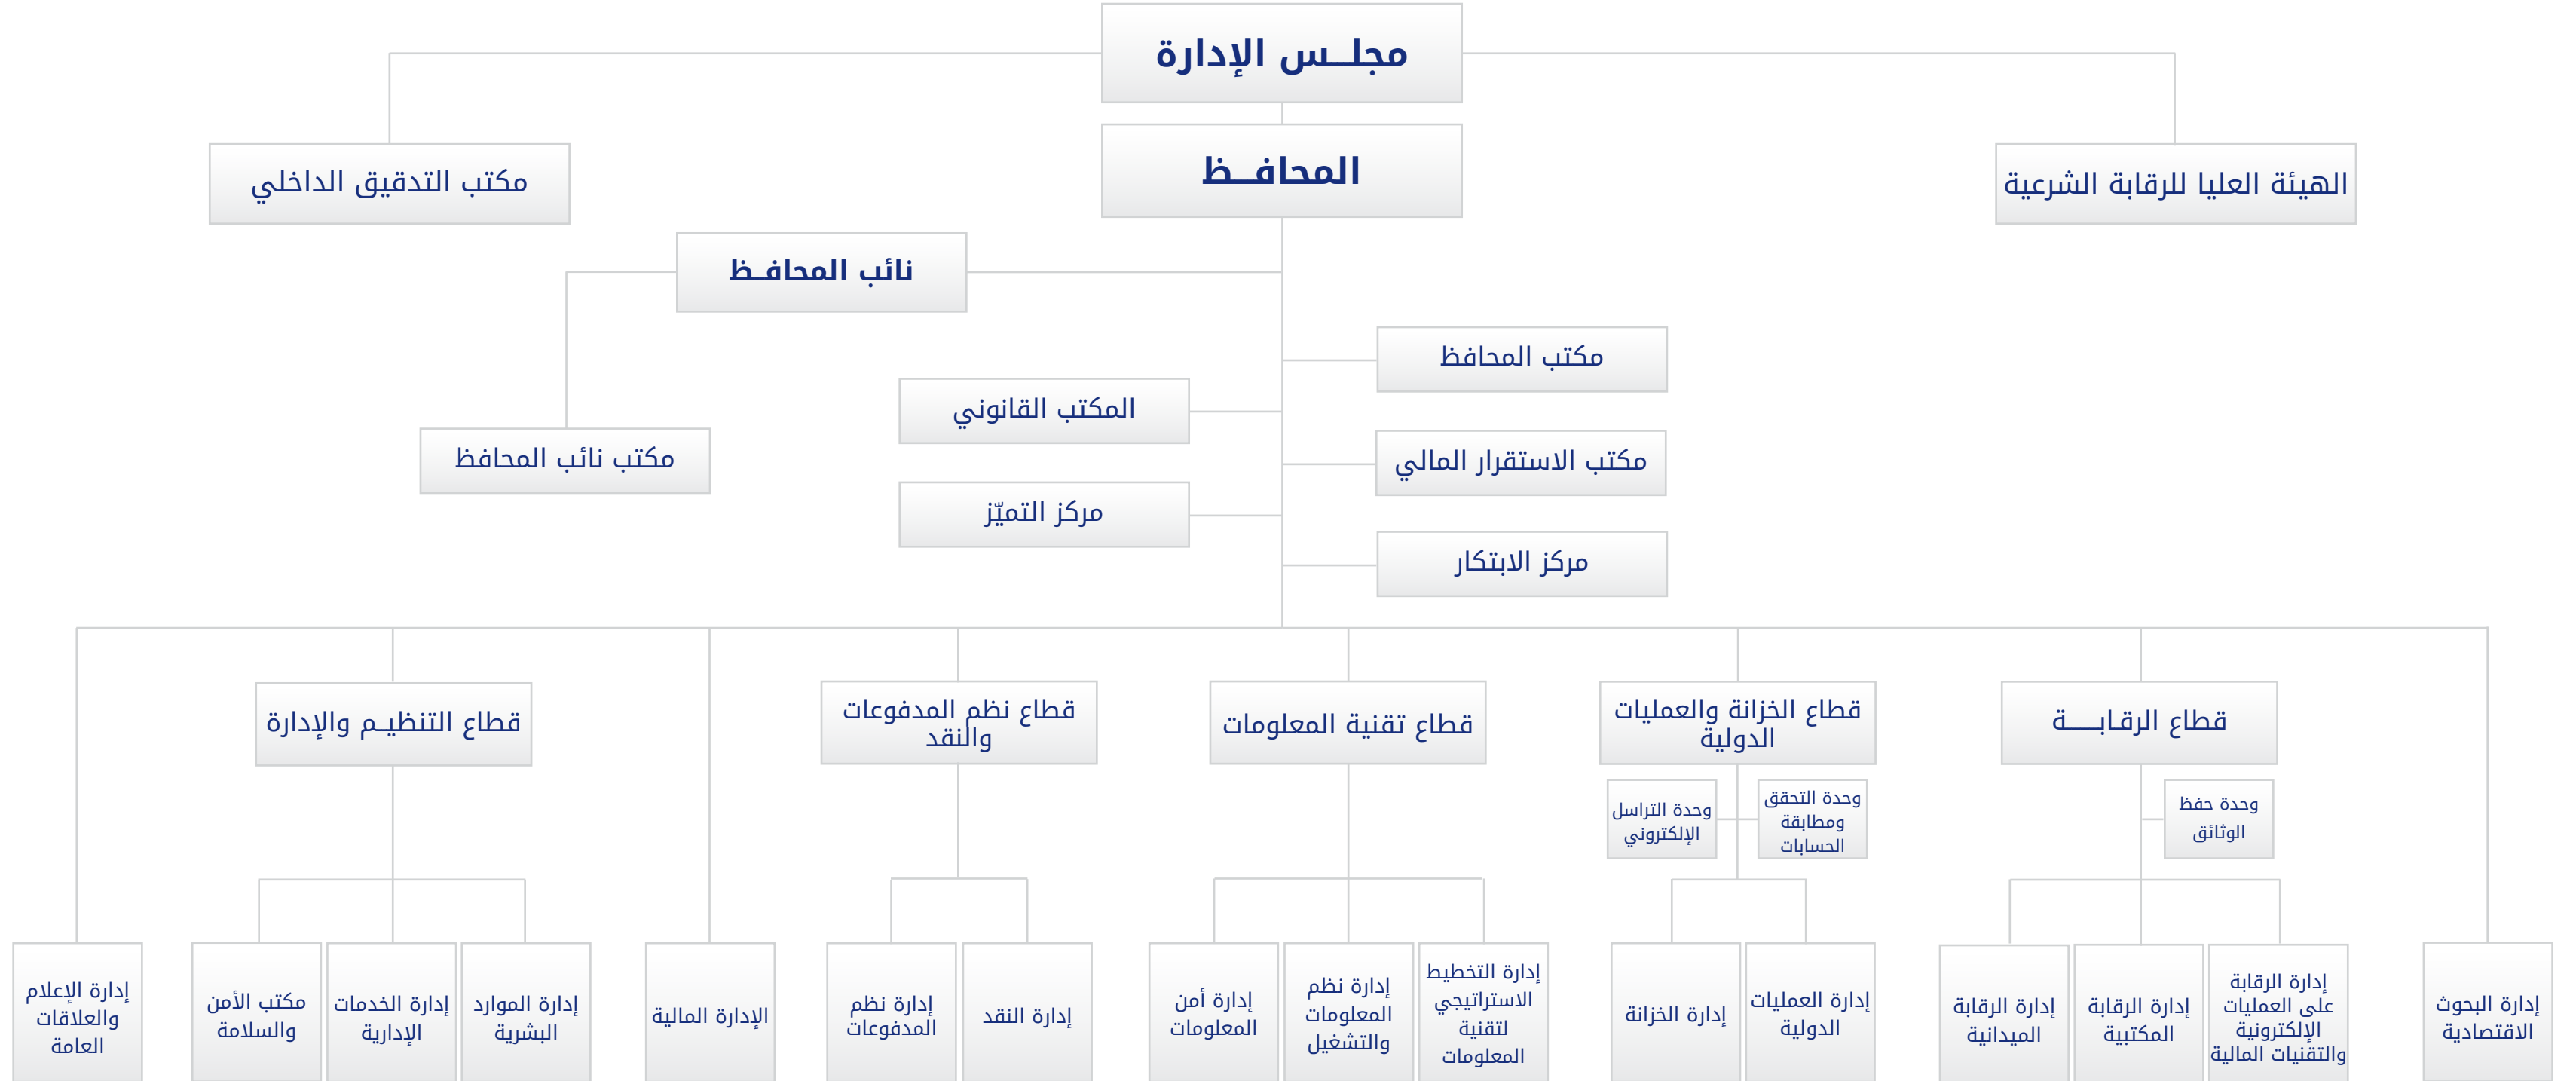 مجلــس الإدارة
المحافــظ
الهيئة العليا للرقابة الشرعية
مكتب التدقيق الداخلي
نائب المحافــظ
مكتب المحافظ
المكتب القانوني
مكتب الاستقرار المالي
مكتب نائب المحافظ
مركز التميّز
مركز الابتكار
قطاع الرقـابـــــة
قطاع الخزانة والعمليات
الدولية
قطاع تقنية المعلومات
قطاع نظم المدفوعات
والنقد
قطاع التنظيــم والإدارة
وحدة حفظ
الوثائق
وحدة التحقق
ومطابقة
الحسابات
وحدة التراسل
الإلكتروني
إدارة البحوث
الاقتصادية
إدارة الرقابة
على العمليات
الإلكترونية
والتقنيات المالية
إدارة الرقابة
المكتبية
إدارة الرقابة
الميدانية
إدارة العمليات
الدولية
إدارة الخزانة
إدارة التخطيط
الاستراتيجي
لتقنية
المعلومات
إدارة نظم
المعلومات
والتشغيل
إدارة أمن
المعلومات
إدارة النقد
إدارة نظم
المدفوعات
الإدارة المالية
إدارة الموارد
البشرية
إدارة الخدمات
الإدارية
مكتب الأمن
والسلامة
إدارة الإعلام
والعلاقات
العامة